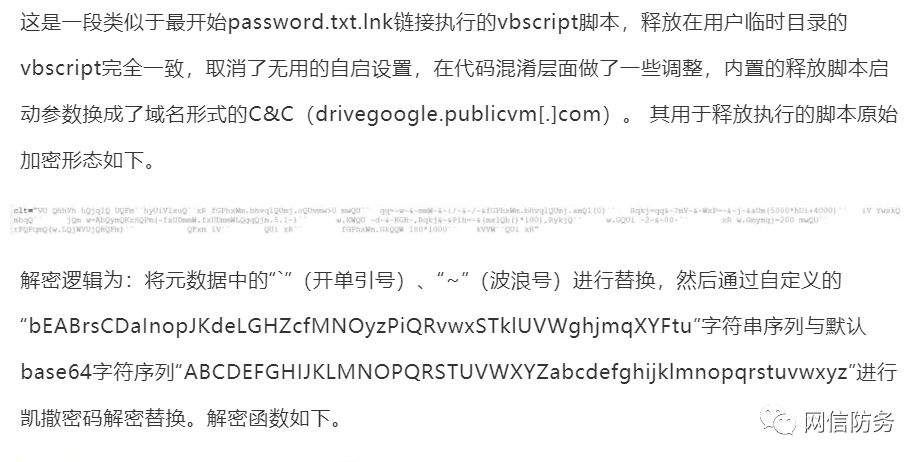 这是一段类似于最开始password.txt.lnk链接执行的vbscript脚本，释放在用户临时目录的
vbscript完全一致，取消了无用的自启设置，在代码混淆层面做了一些调整，内置的释放脚本启
动参数换成了域名形式的C&C（drivegoogle.publicvm[.]com）。 其用于释放执行的脚本原始
加密形态如下。
解密逻辑为：将元数据中的“`”（开单引号）、“~”（波浪号）进行替换，然后通过自定义的
“bEABrsCDaInopJKdeLGHZcfMNOyzPiQRvwxSTklUVWghjmqXYFtu”字符串序列与默认
base64字符序列“ABCDEFGHIJKLMNOPQRSTUVWXYZabcdefghijklmnopqrstuvwxyz”进行
凯撒密码解密替换。解密函数如下。
网信防务